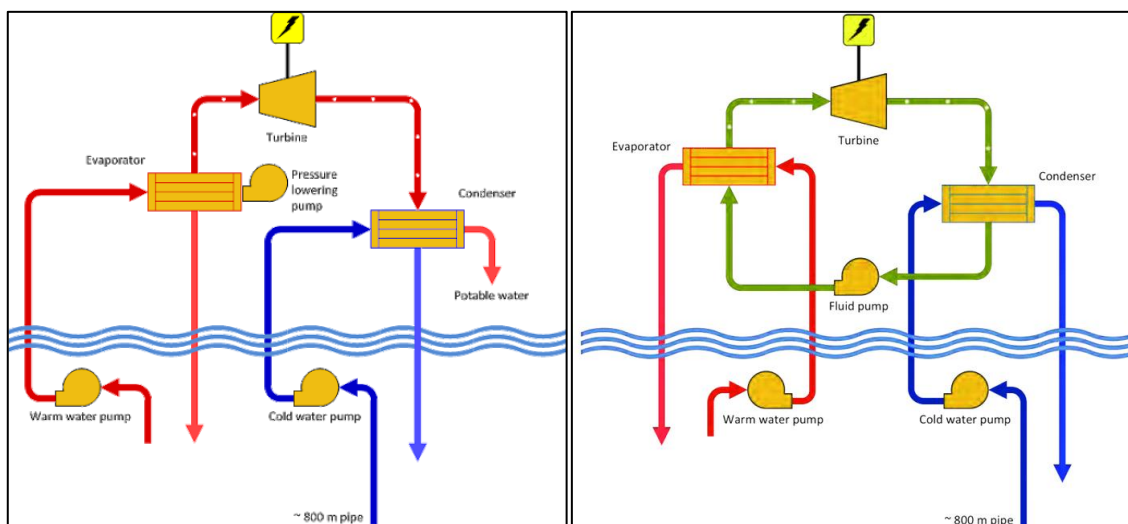 Turbine
Evaporator
Pressure
lowering
pump
Condenser
Potable water
Warm water pump
Cold water pump
~ 800 m pipe
Turbine
Evaporator
Condenser
Fluid pump
Warm water pump
Cold water pump
~ 800 m pipe